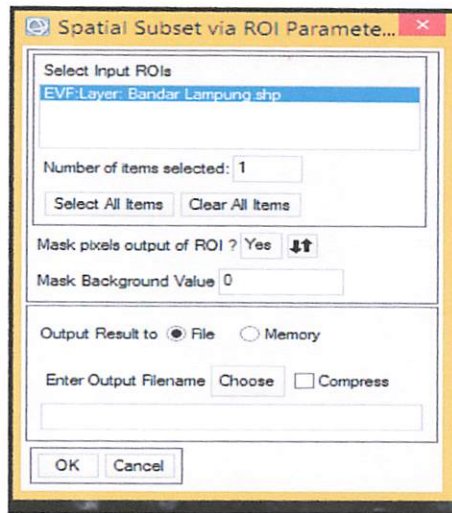 Spatial Subset via ROI Paramete...
Select Input ROIs
EVF:Layer: Bandar Lampung.shp
Number of items selected: 1
Select All Items Clear All Items
Mask pixels output of ROI ? Yes
Mask Background Value 0
Output Result to File Memory
Enter Output Filename Choose Compress
OK Cancel